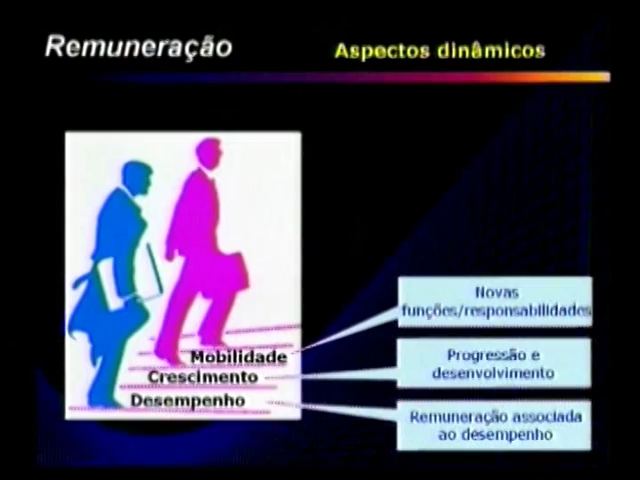 Remuneração
Aspectos dinâmicos
Mobilidade
Crescimento
Desempenho
Novas
funções/responsabilidades
Progressão e
desenvolvimento
Remuneração associada
ao desempenho